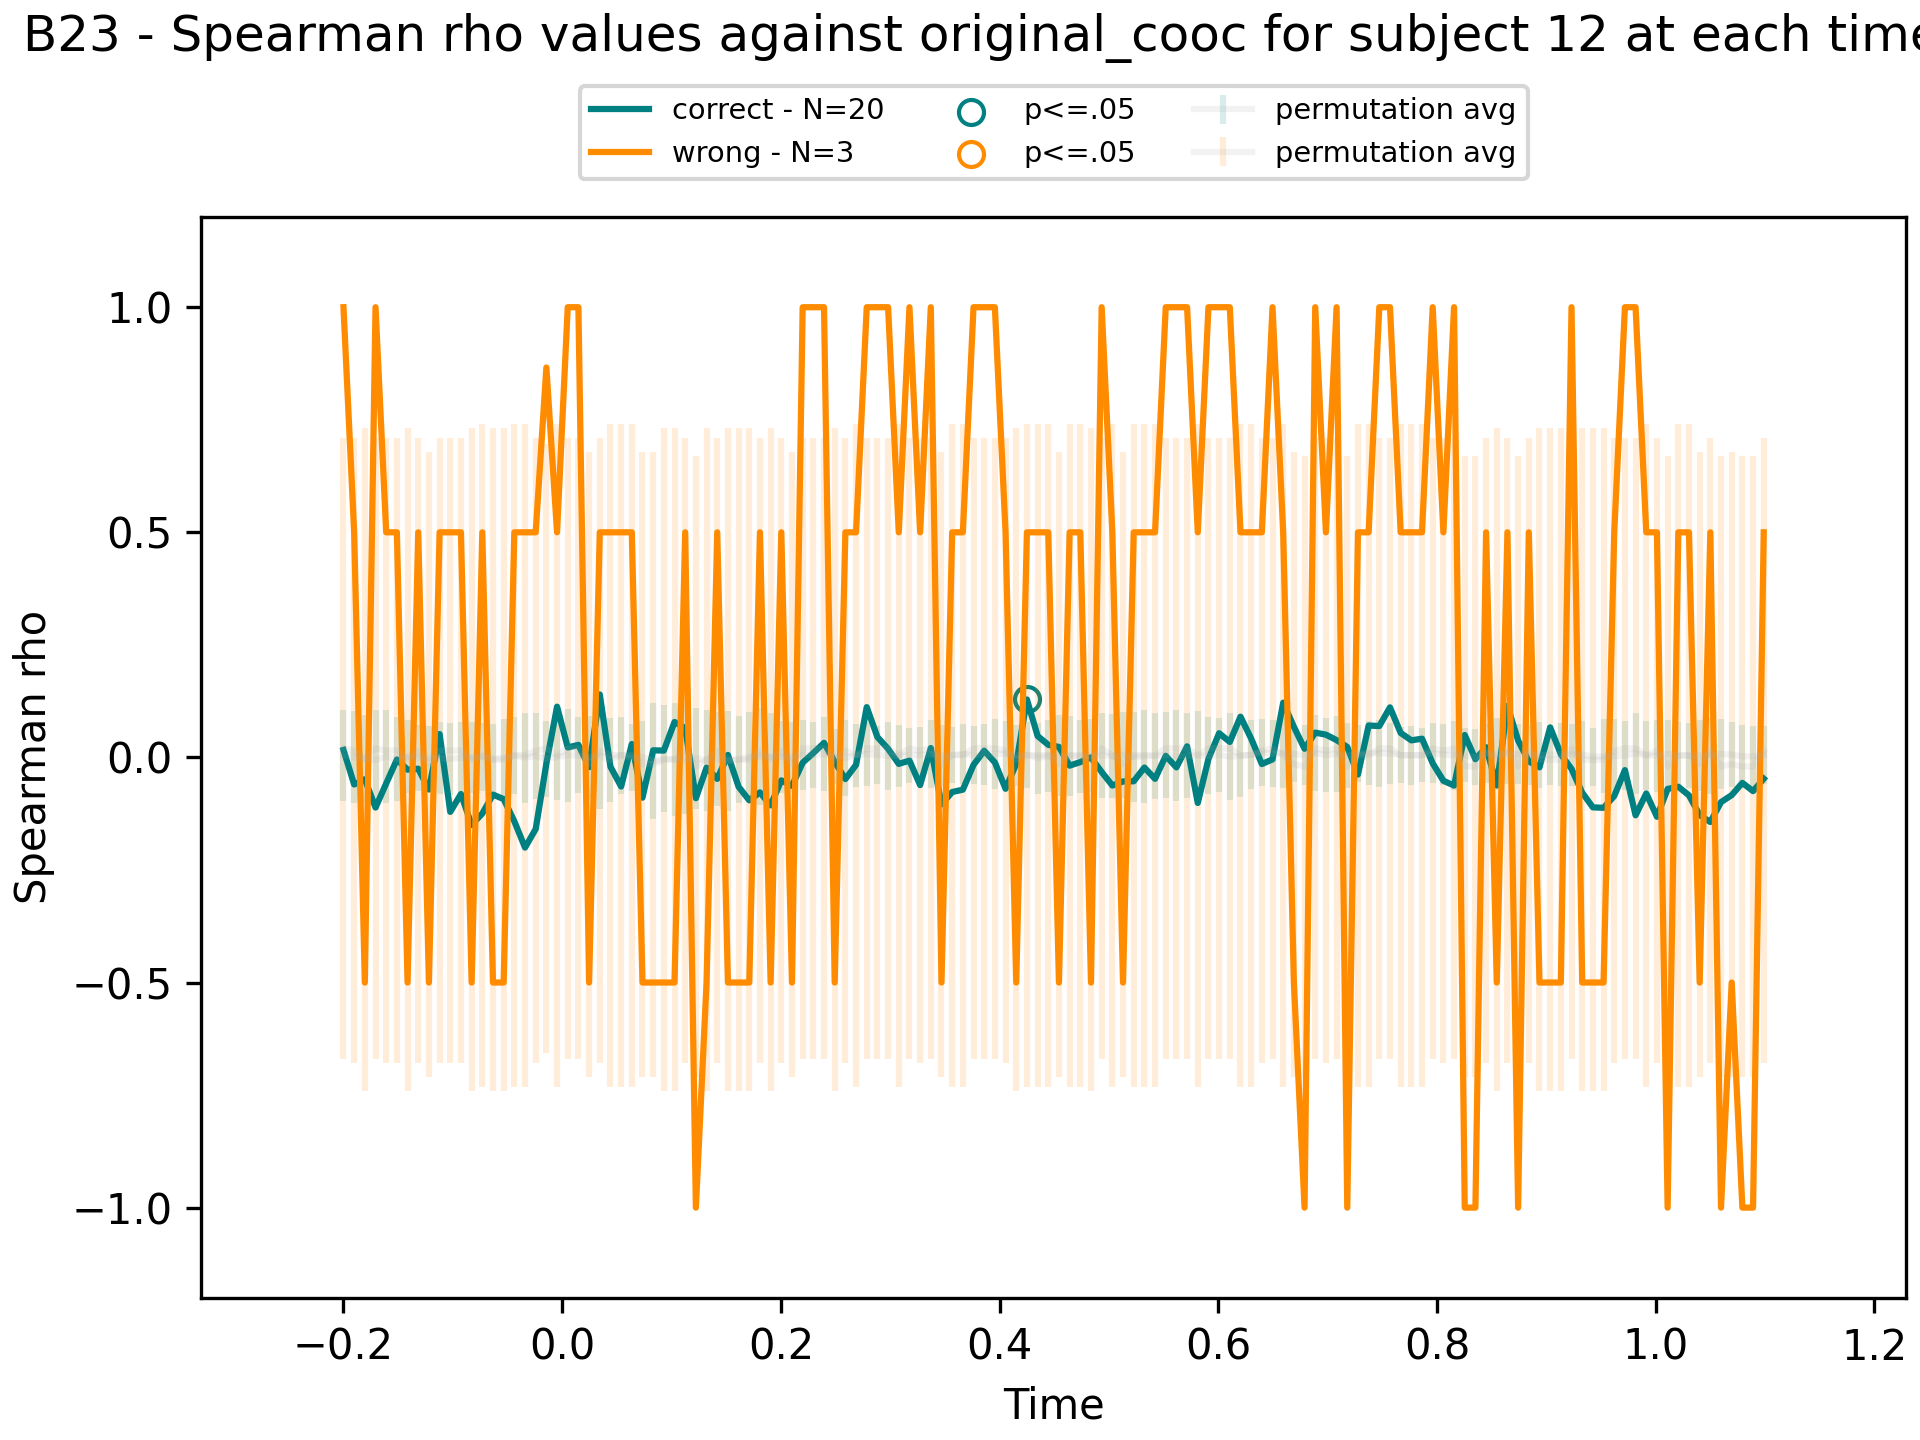 B23 - Spearman rho values against original_cooc for subject 12 at each time
correct - N=20 p<=.05 permutation avg
wrong - N=3 p<=.05 permutation avg
1.0
0.5
0.0
−0.5
−1.0
Spearman rho
−0.2 0.0 0.2 0.4 0.6 0.8 1.0 1.2
Time